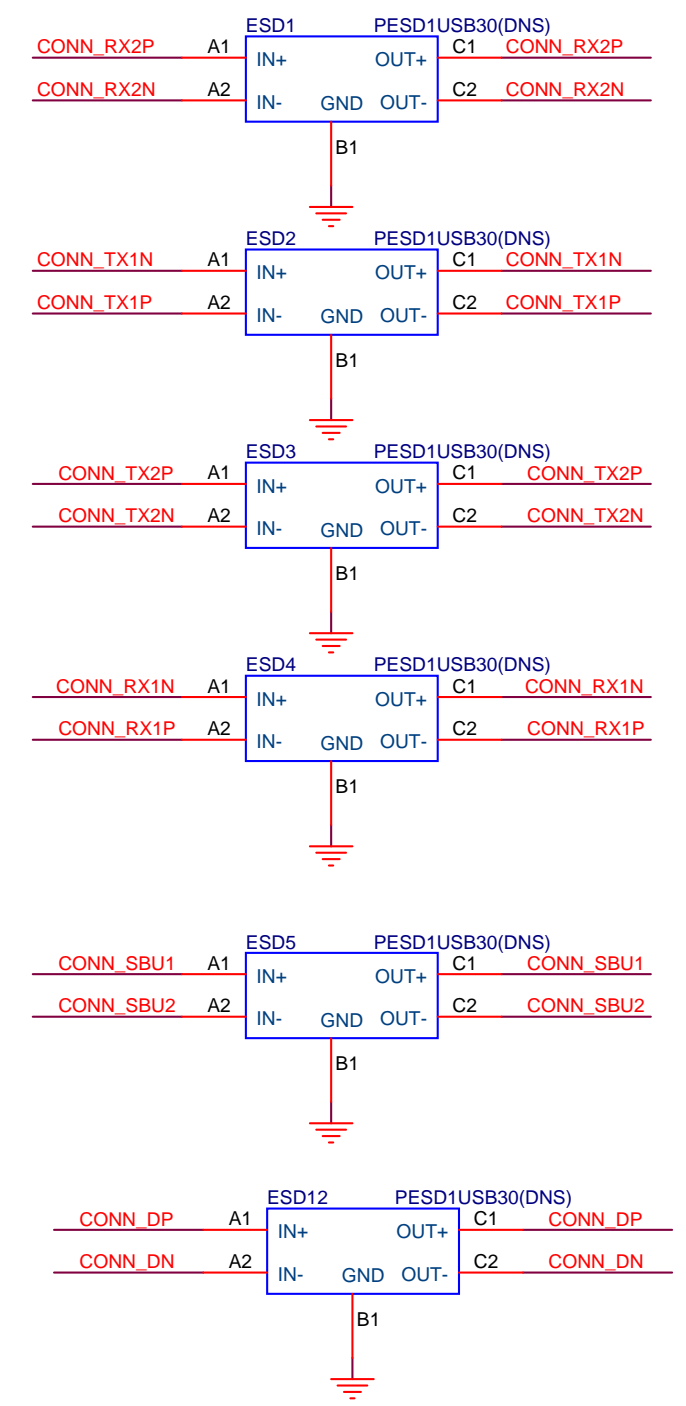 ESD1 PESD1USB30(DNS)
CONN_RX2P A1 IN+ OUT+ C1 CONN_RX2P
CONN_RX2N A2 IN- GND OUT- C2 CONN_RX2N
B1
ESD2 PESD1USB30(DNS)
CONN_TX1N A1 IN+ OUT+ C1 CONN_TX1N
CONN_TX1P A2 IN- GND OUT- C2 CONN_TX1P
B1
ESD3 PESD1USB30(DNS)
CONN_TX2P A1 IN+ OUT+ C1 CONN_TX2P
CONN_TX2N A2 IN- GND OUT- C2 CONN_TX2N
B1
ESD4 PESD1USB30(DNS)
CONN_RX1N A1 IN+ OUT+ C1 CONN_RX1N
CONN_RX1P A2 IN- GND OUT- C2 CONN_RX1P
B1
ESD5 PESD1USB30(DNS)
CONN_SBU1 A1 IN+ OUT+ C1 CONN_SBU1
CONN_SBU2 A2 IN- GND OUT- C2 CONN_SBU2
B1
ESD12 PESD1USB30(DNS)
CONN_DP A1 IN+ OUT+ C1 CONN_DP
CONN_DN A2 IN- GND OUT- C2 CONN_DN
B1